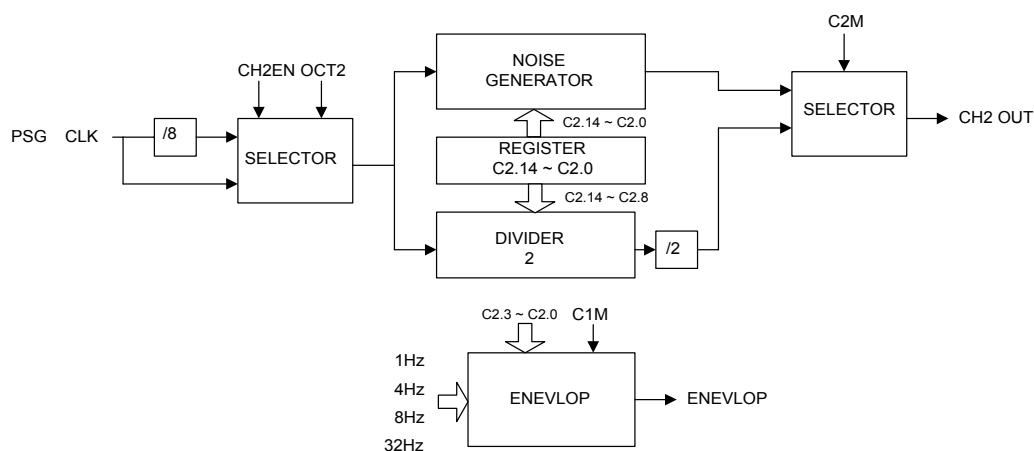 C2M
NOISE
GENERATOR
CH2EN OCT2
SELECTOR
C2.14 ~ C2.0
PSG CLK
/8
CH2 OUT
SELECTOR
REGISTER
C2.14 ~ C2.0
C2.14 ~ C2.8
DIVIDER
2
/2
C2.3 ~ C2.0
C1M
1Hz
4Hz
8Hz
32Hz
ENEVLOP
ENEVLOP